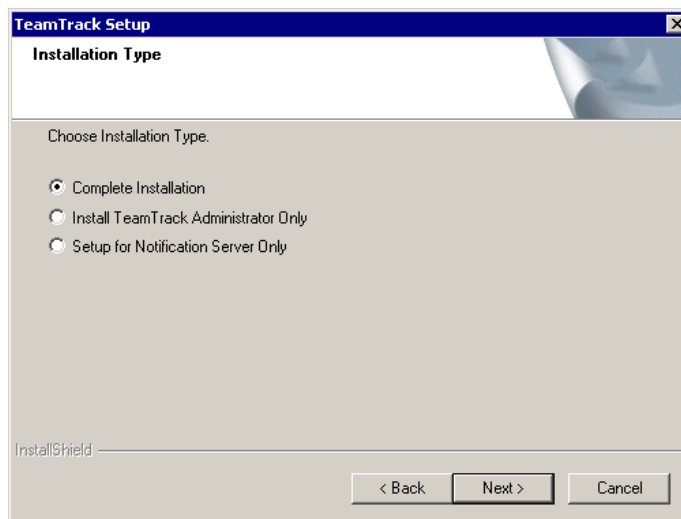 TeamTrack Setup
Installation Type
Choose Installation Type.
Complete Installation
Install TeamTrack Administrator Only
Setup for Notification Server Only
InstallShield
< Back Next > Cancel